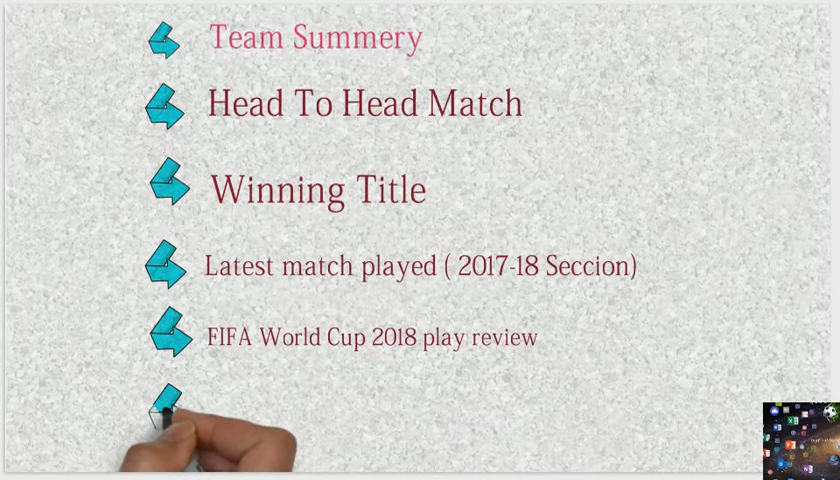 Team Summery
Head To Head Match
Winning Title
Latest match played ( 2017-18 Seccion)
FIFA World Cup 2018 play review